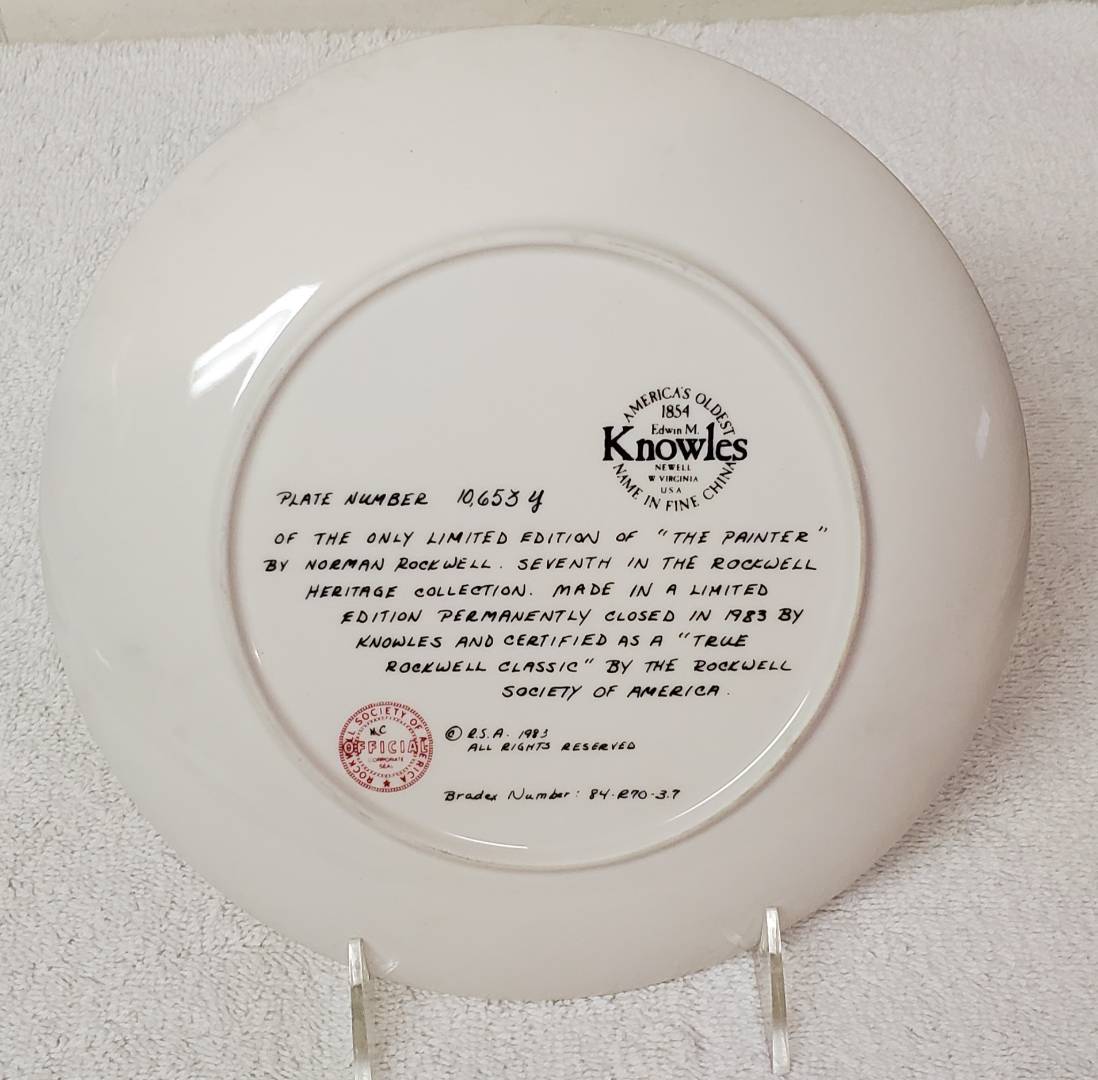 AMERICA'S OLDEST
1854
Edwin M.
Knowles
NEWELL
W VIRGINIA
USA
NAME IN FINE CHINA
PLATE NUMBER 10,653 y
OF THE ONLY LIMITED EDITION OF "THE PAINTER"
BY NORMAN ROCKWELL. SEVENTH IN THE ROCKWELL
HERITAGE COLLECTION. MADE IN A LIMITED
EDITION PERMANENTLY CLOSED IN 1983 BY
KNOWLES AND CERTIFIED AS A "TRUE
ROCKWELL CLASSIC" BY THE ROCKWELL
SOCIETY OF AMERICA.
ROCKWELL SOCIETY OF AMERICA
MC
OFFICIAL
CORPORATE
SEAL
© R.S.A. 1983
ALL RIGHTS RESERVED
Bradex Number: 84-R70-3.7